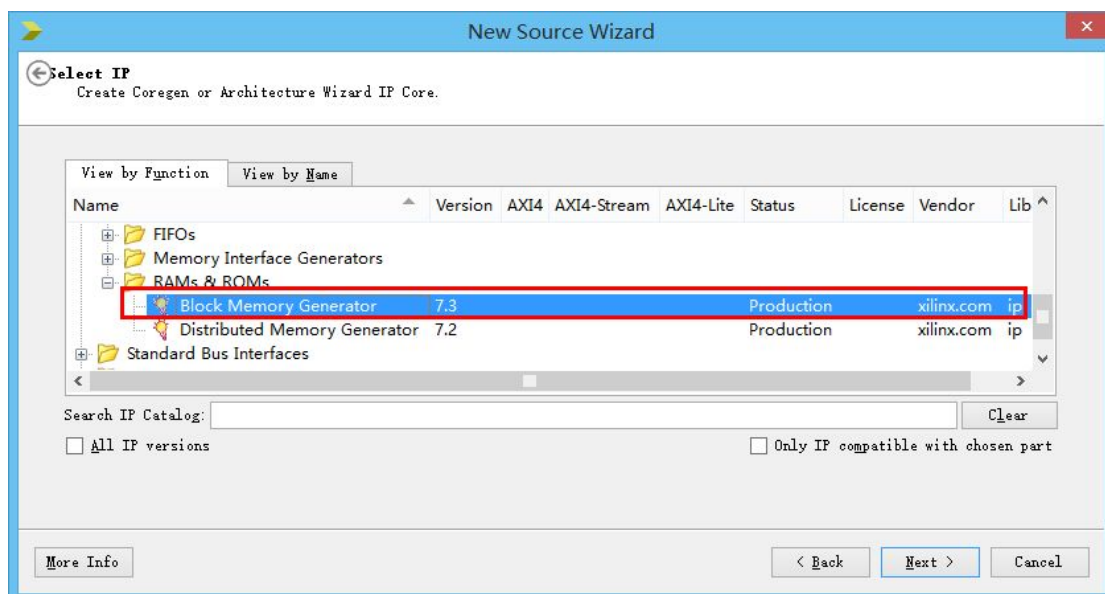 New Source Wizard
Select IP
Create Coregen or Architecture Wizard IP Core.
View by Function View by Name
Name Version AXI4 AXI4-Stream AXI4-Lite Status License Vendor Lib
FIFOs
Memory Interface Generators
RAMs & ROMs
Block Memory Generator 7.3 Production xilinx.com ip
Distributed Memory Generator 7.2 Production xilinx.com ip
Standard Bus Interfaces
Search IP Catalog: Clear
All IP versions Only IP compatible with chosen part
More Info < Back Next > Cancel